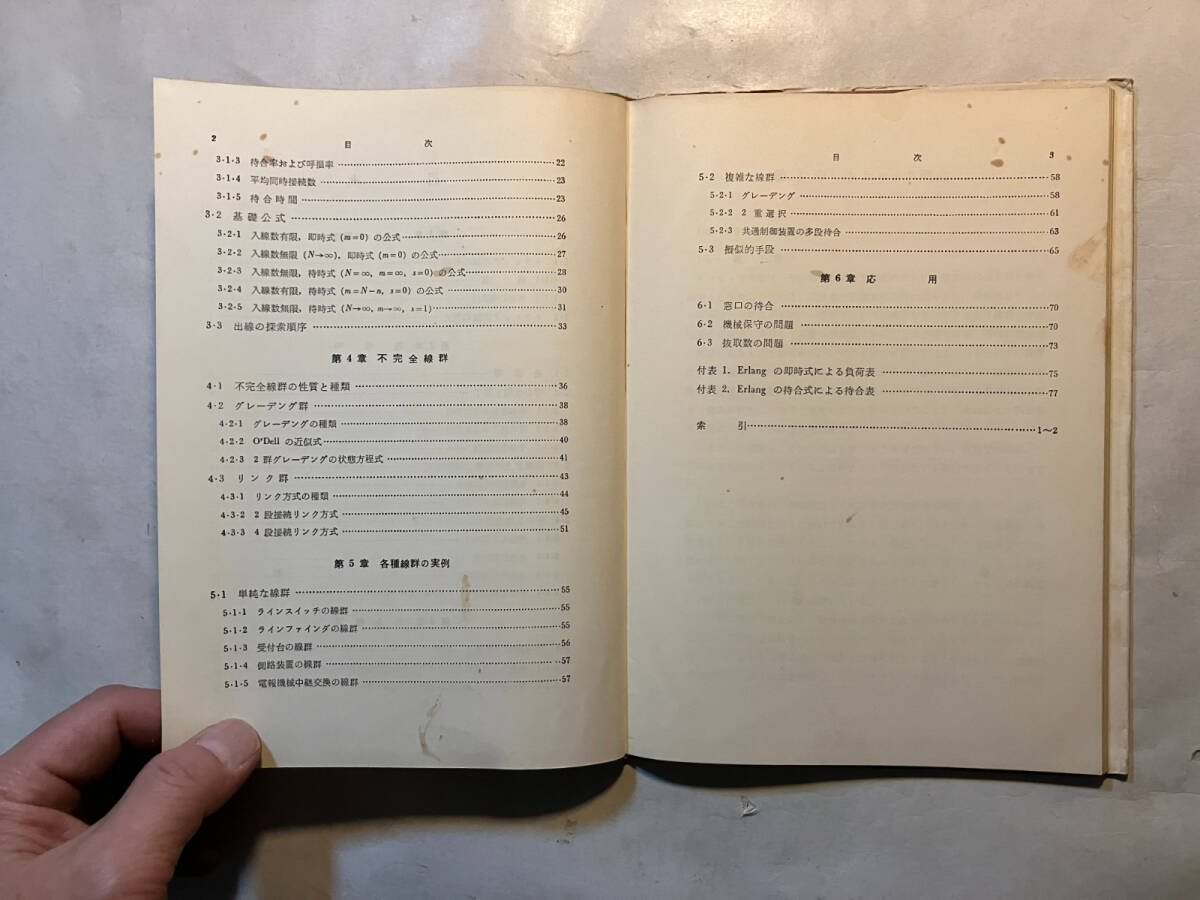 2
目 次
3・1・3 待合率および呼損率 22
3・1・4 平均同時接続数 23
3・1・5 待合時間 23
3・2 基礎公式 26
3・2・1 入線数有限，即時式 (m=0) の公式 26
3・2・2 入線数無限 (N→∞)，即時式 (m=0) の公式 27
3・2・3 入線数無限，待時式 (N=∞, m=∞, s=0) の公式 28
3・2・4 入線数有限，待時式 (m=N−n, s=0) の公式 30
3・2・5 入線数無限，待時式 (N→∞, m→∞, s=1) 31
3・3 出線の探索順序 33
第4章 不完全線群
4・1 不完全線群の性質と種類 36
4・2 グレーデング群 38
4・2・1 グレーデングの種類 38
4・2・2 O'Dell の近似式 40
4・2・3 2 群グレーデングの状態方程式 41
4・3 リンク群 43
4・3・1 リンク方式の種類 44
4・3・2 2 段接続リンク方式 45
4・3・3 4 段接続リンク方式 51
第5章 各種線群の実例
5・1 単純な線群 55
5・1・1 ラインスイッチの線群 55
5・1・2 ラインファインダの線群 55
5・1・3 受付台の線群 56
5・1・4 側路装置の線群 57
5・1・5 電報機械中継交換の線群 57
目 次 3
5・2 複雑な線群 58
5・2・1 グレーデング 58
5・2・2 2 重選択 61
5・2・3 共通制御装置の多段待合 63
5・3 擬似的手段 65
第6章 応 用
6・1 窓口の待合 70
6・2 機械保守の問題 70
6・3 抜取数の問題 73
付表 1. Erlang の即時式による負荷表 75
付表 2. Erlang の待合式による待合表 77
索 引 1〜2